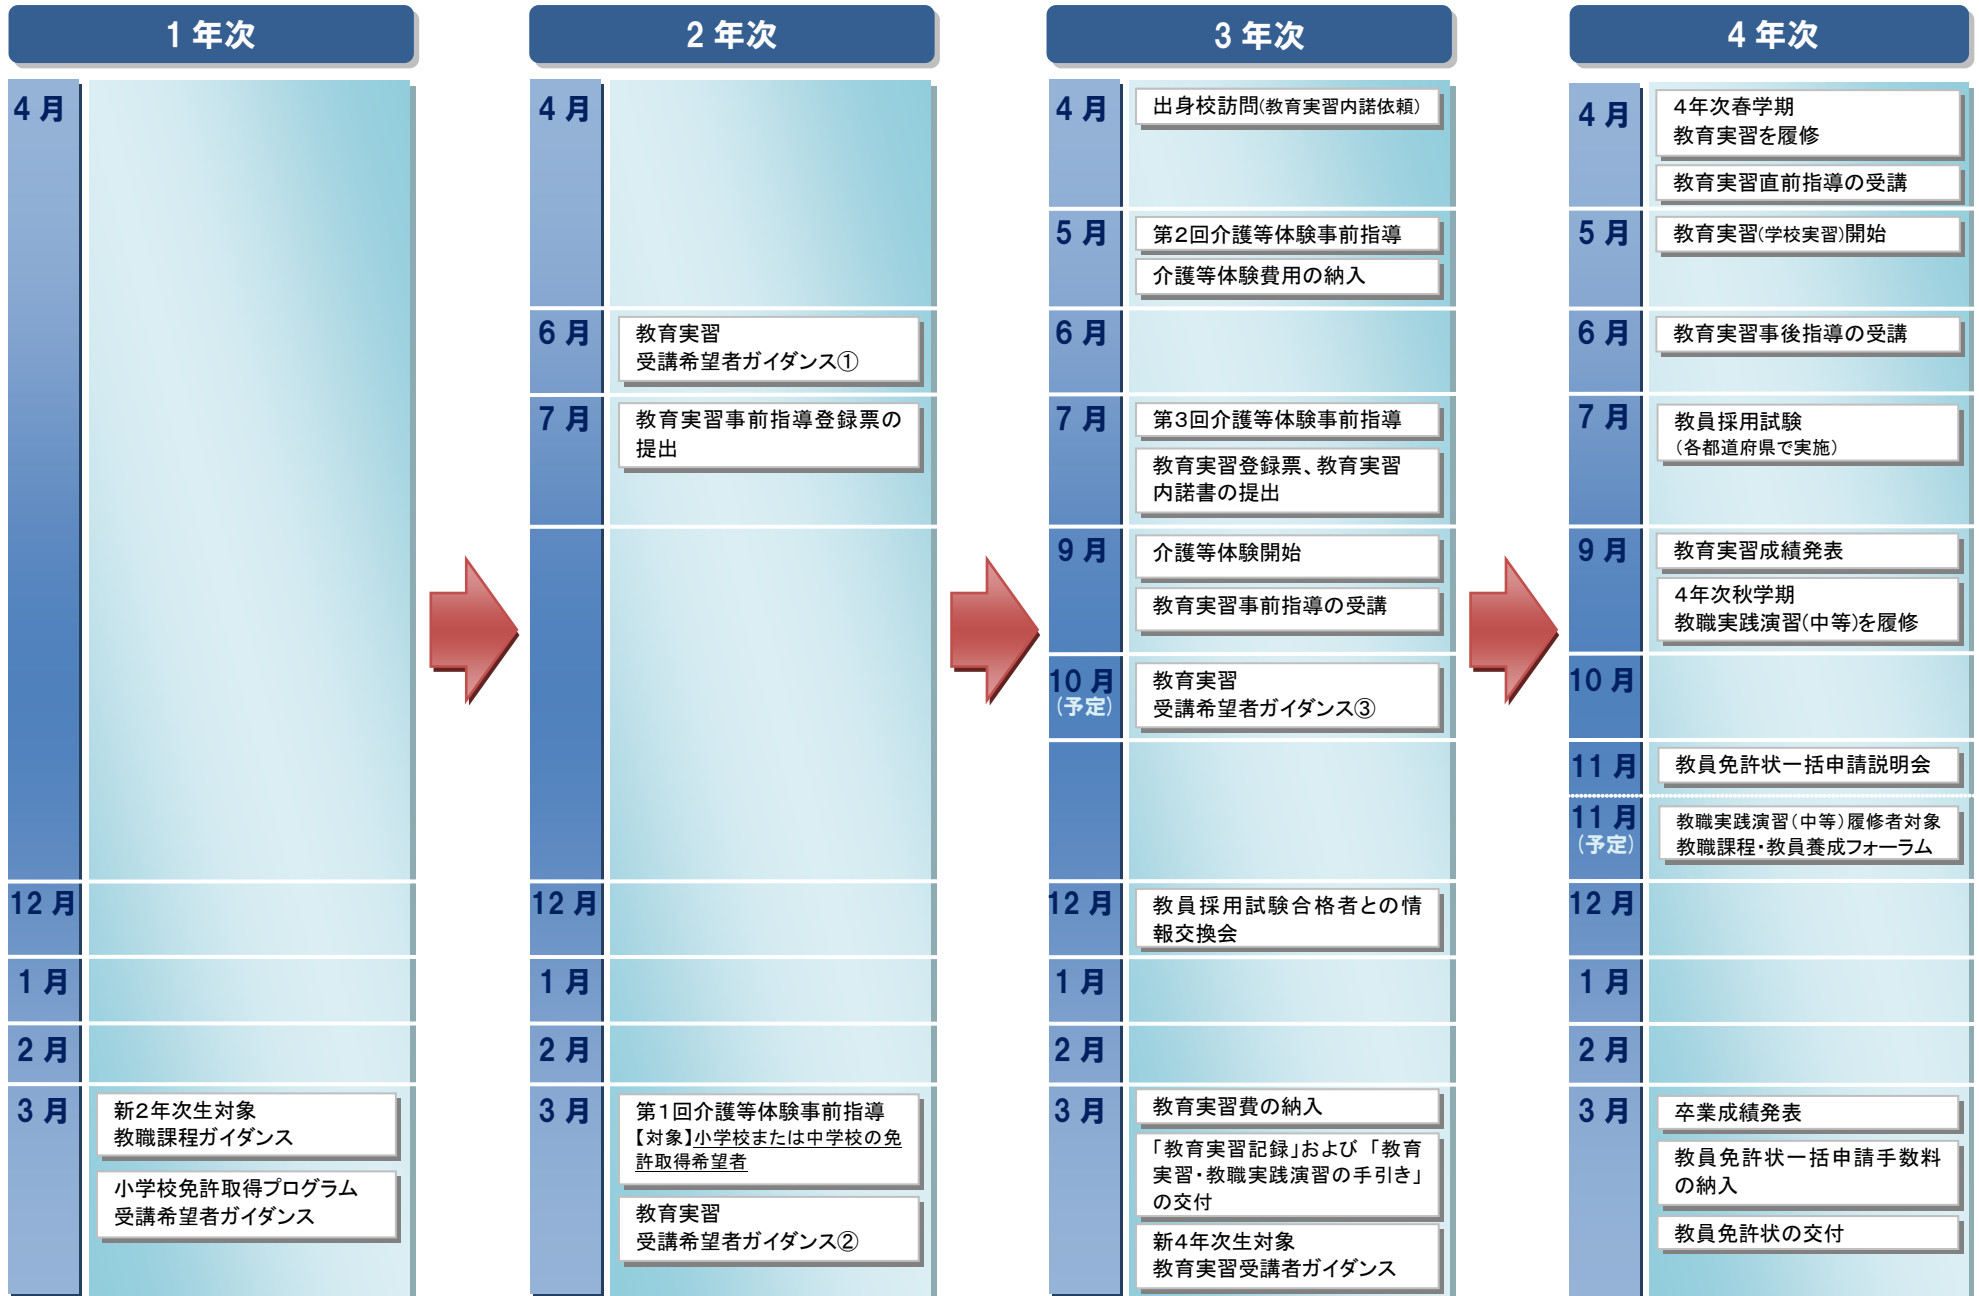 1 年次
4 月
12 月
1 月
2 月
3 月
新2年次生対象
教職課程ガイダンス
小学校免許取得プログラム
受講希望者ガイダンス
2 年次
4 月
6 月
教育実習
受講希望者ガイダンス①
7 月
教育実習事前指導登録票の
提出
12 月
1 月
2 月
3 月
第1回介護等体験事前指導
【対象】小学校または中学校の免
許取得希望者
教育実習
受講希望者ガイダンス②
3 年次
4 月
出身校訪問(教育実習内諾依頼)
5 月
第2回介護等体験事前指導
介護等体験費用の納入
6 月
7 月
第3回介護等体験事前指導
教育実習登録票、教育実習
内諾書の提出
9 月
介護等体験開始
教育実習事前指導の受講
10 月
(予定)
教育実習
受講希望者ガイダンス③
12 月
教員採用試験合格者との情
報交換会
1 月
2 月
3 月
教育実習費の納入
「教育実習記録」および「教育
実習・教職実践演習の手引き」
の交付
新4年次生対象
教育実習受講者ガイダンス
4 年次
4 月
4年次春学期
教育実習を履修
教育実習直前指導の受講
5 月
教育実習(学校実習)開始
6 月
教育実習事後指導の受講
7 月
教員採用試験
(各都道府県で実施)
9 月
教育実習成績発表
4年次秋学期
教職実践演習(中等)を履修
10 月
11 月
教員免許状一括申請説明会
11 月
(予定)
教職実践演習(中等)履修者対象
教職課程・教員養成フォーラム
12 月
1 月
2 月
3 月
卒業成績発表
教員免許状一括申請手数料
の納入
教員免許状の交付